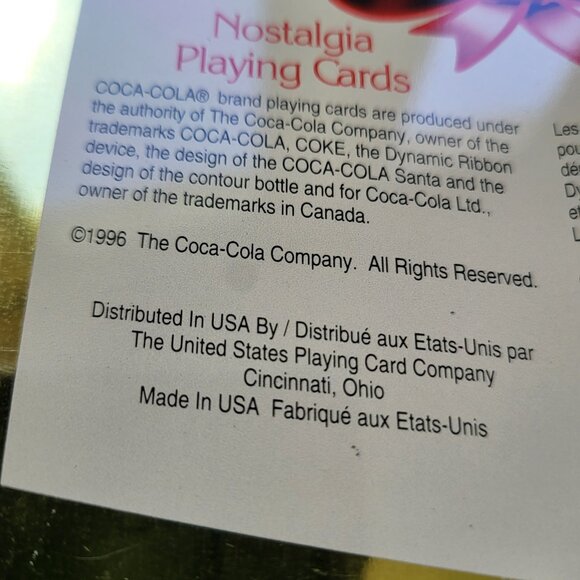 Nostalgia
Playing Cards
COCA-COLA® brand playing cards are produced under
the authority of The Coca-Cola Company, owner of the
trademarks COCA-COLA, COKE, the Dynamic Ribbon
device, the design of the COCA-COLA Santa and the
design of the contour bottle and for Coca-Cola Ltd.,
owner of the trademarks in Canada.
©1996 The Coca-Cola Company. All Rights Reserved.
Distributed In USA By / Distribué aux Etats-Unis par
The United States Playing Card Company
Cincinnati, Ohio
Made In USA Fabriqué aux Etats-Unis
Les